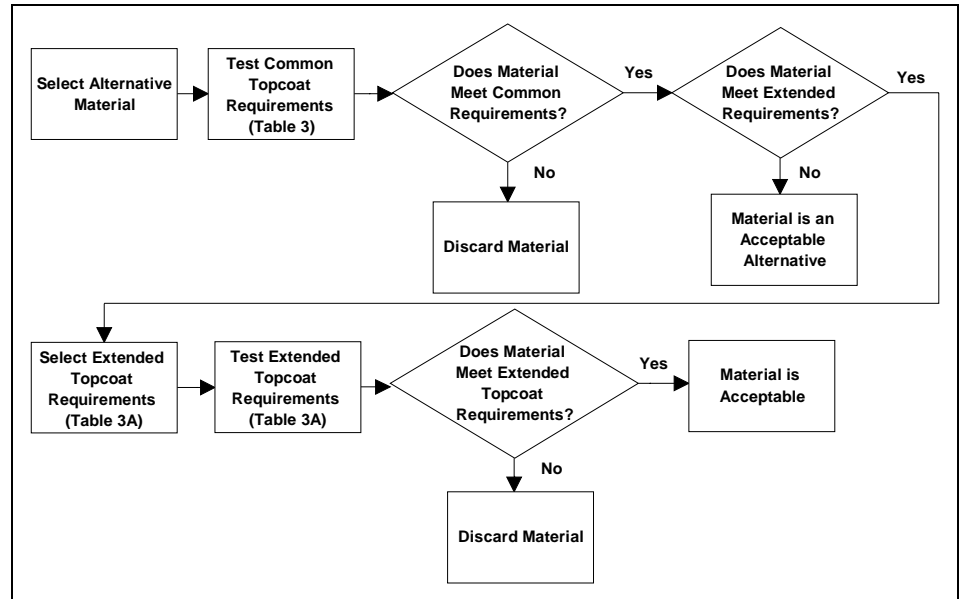 Select Alternative
Material
Test Common
Topcoat
Requirements
(Table 3)
Does Material
Meet Common
Requirements?
Yes
No
Discard Material
Does Material
Meet Extended
Requirements?
Yes
No
Material is an
Acceptable
Alternative
Select Extended
Topcoat
Requirements
(Table 3A)
Test Extended
Topcoat
Requirements
(Table 3A)
Does Material
Meet Extended
Topcoat
Requirements?
Yes
Material is
Acceptable
No
Discard Material